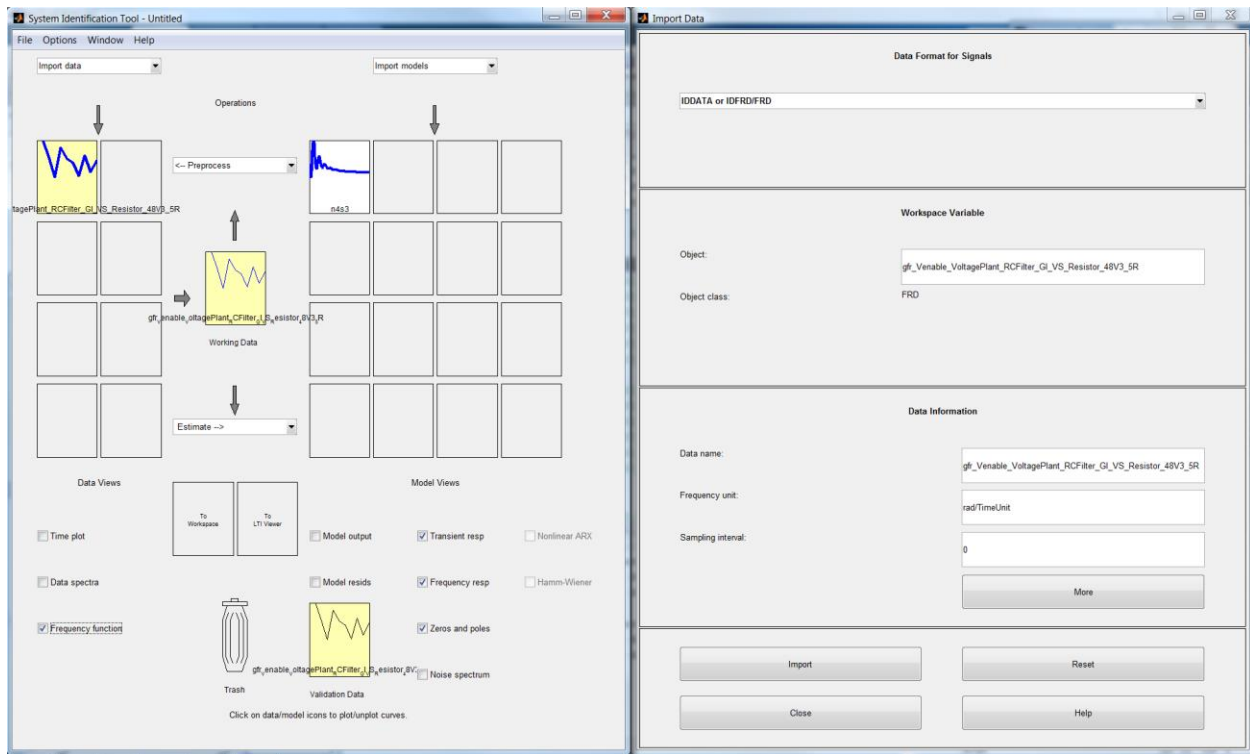 System Identification Tool - Untitled
File Options Window Help
Import data
Import models
Operations
<-- Preprocess
tagePlant_RCFilter_GI_VS_Resistor_48V3_5R
n4s3
Working Data
Estimate -->
Data Views
Model Views
To
Workspace
To
LTI Viewer
Time plot
Data spectra
Frequency function
Model output
Transient resp
Nonlinear ARX
Model resids
Frequency resp
Hamm-Wiener
Zeros and poles
Noise spectrum
Trash
Validation Data
Click on data/model icons to plot/unplot curves.
Import Data
Data Format for Signals
IDDATA or IDFRD/FRD
Workspace Variable
Object:
gfr_Venable_VoltagePlant_RCFilter_GI_VS_Resistor_48V3_5R
Object class:
FRD
Data Information
Data name:
gfr_Venable_VoltagePlant_RCFilter_GI_VS_Resistor_48V3_5R
Frequency unit:
rad/TimeUnit
Sampling interval:
0
More
Import
Reset
Close
Help